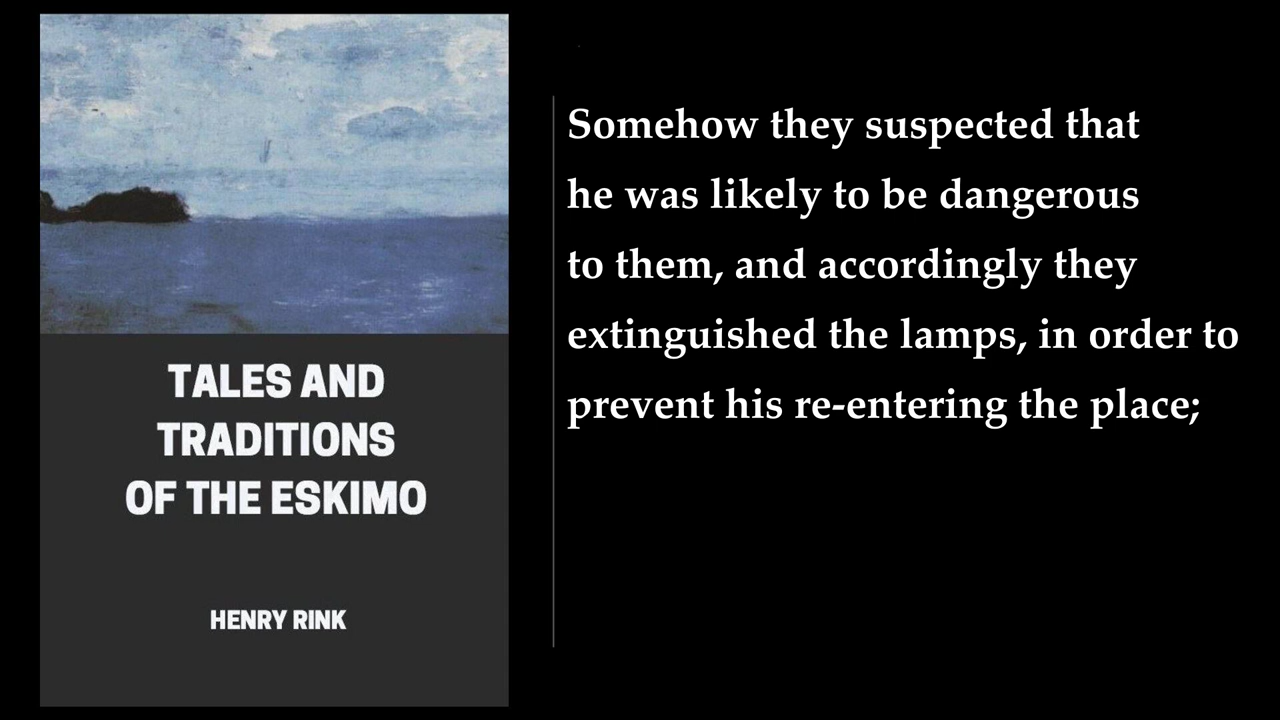 TALES AND
TRADITIONS
OF THE ESKIMO
HENRY RINK
Somehow they suspected that
he was likely to be dangerous
to them, and accordingly they
extinguished the lamps, in order to
prevent his re-entering the place;